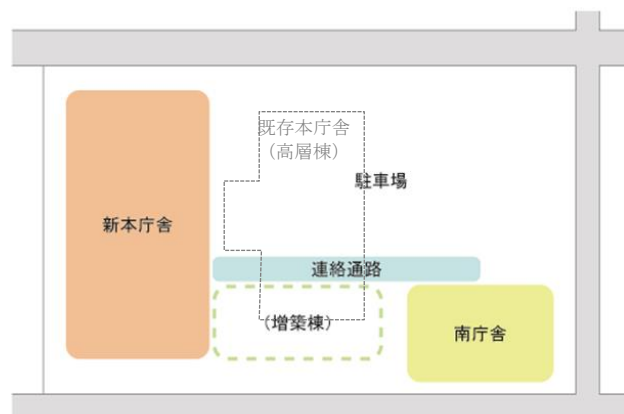 既存本庁舎
（高層棟）
駐車場
新本庁舎
連絡通路
（増築棟）
南庁舎